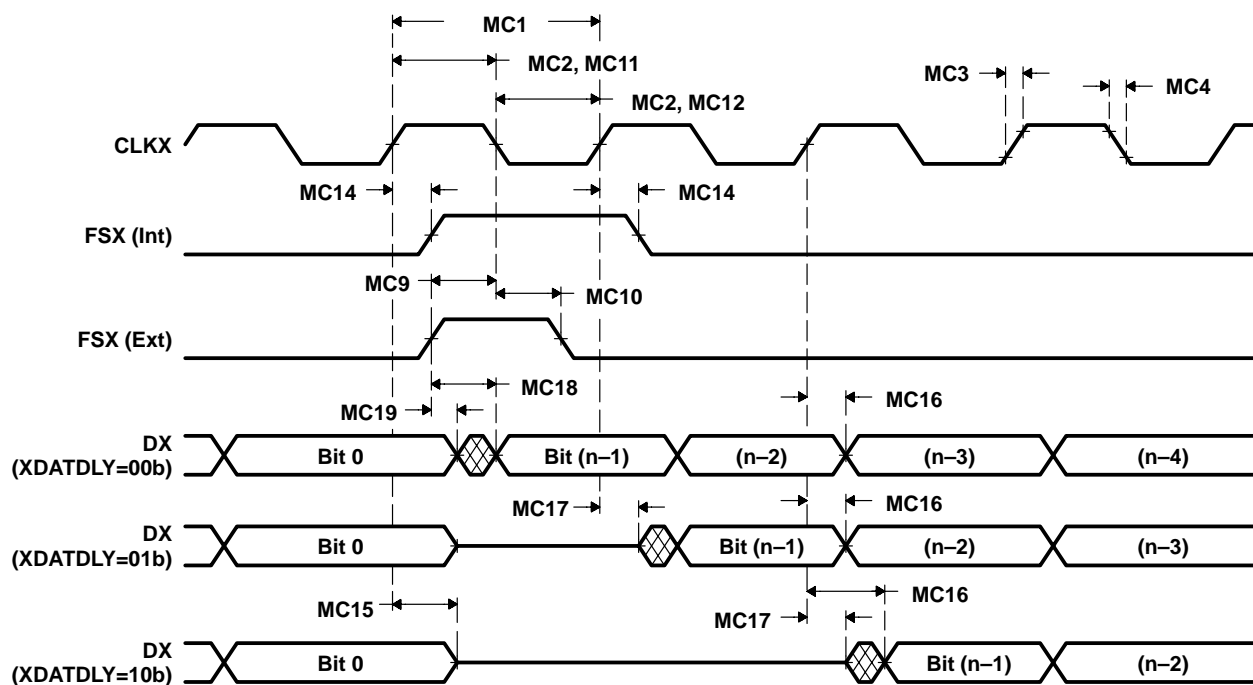 MC1
MC2, MC11
MC3
MC4
MC2, MC12
CLKX
MC14
MC14
FSX (Int)
MC9
MC10
FSX (Ext)
MC18
MC16
MC19
DX
(XDATDLY=00b)
Bit 0
Bit (n–1)
(n–2)
(n–3)
(n–4)
MC17
MC16
DX
(XDATDLY=01b)
Bit 0
Bit (n–1)
(n–2)
(n–3)
MC15
MC16
MC17
DX
(XDATDLY=10b)
Bit 0
Bit (n–1)
(n–2)